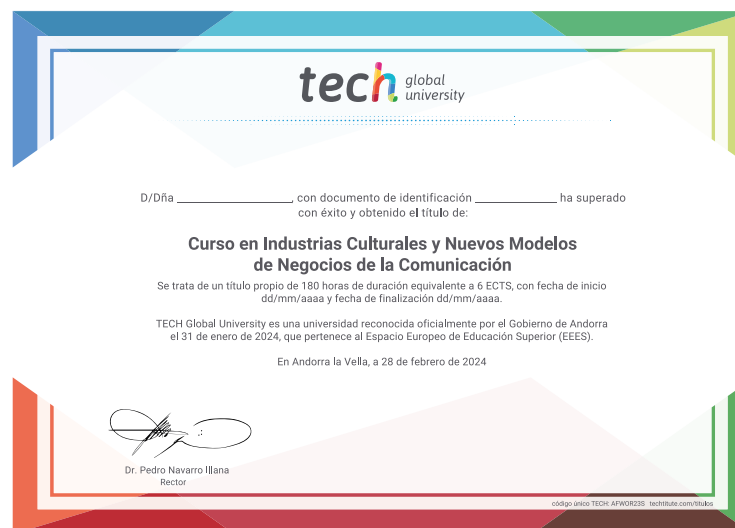 tech global
university
D/Dña ____________________, con documento de identificación ______________ ha superado
con éxito y obtenido el título de:
Curso en Industrias Culturales y Nuevos Modelos
de Negocios de la Comunicación
Se trata de un título propio de 180 horas de duración equivalente a 6 ECTS, con fecha de inicio
dd/mm/aaaa y fecha de finalización dd/mm/aaaa.
TECH Global University es una universidad reconocida oficialmente por el Gobierno de Andorra
el 31 de enero de 2024, que pertenece al Espacio Europeo de Educación Superior (EEES).
En Andorra la Vella, a 28 de febrero de 2024
Dr. Pedro Navarro Illana
Rector
código único TECH: AFWOR23S techtitute.com/titulos